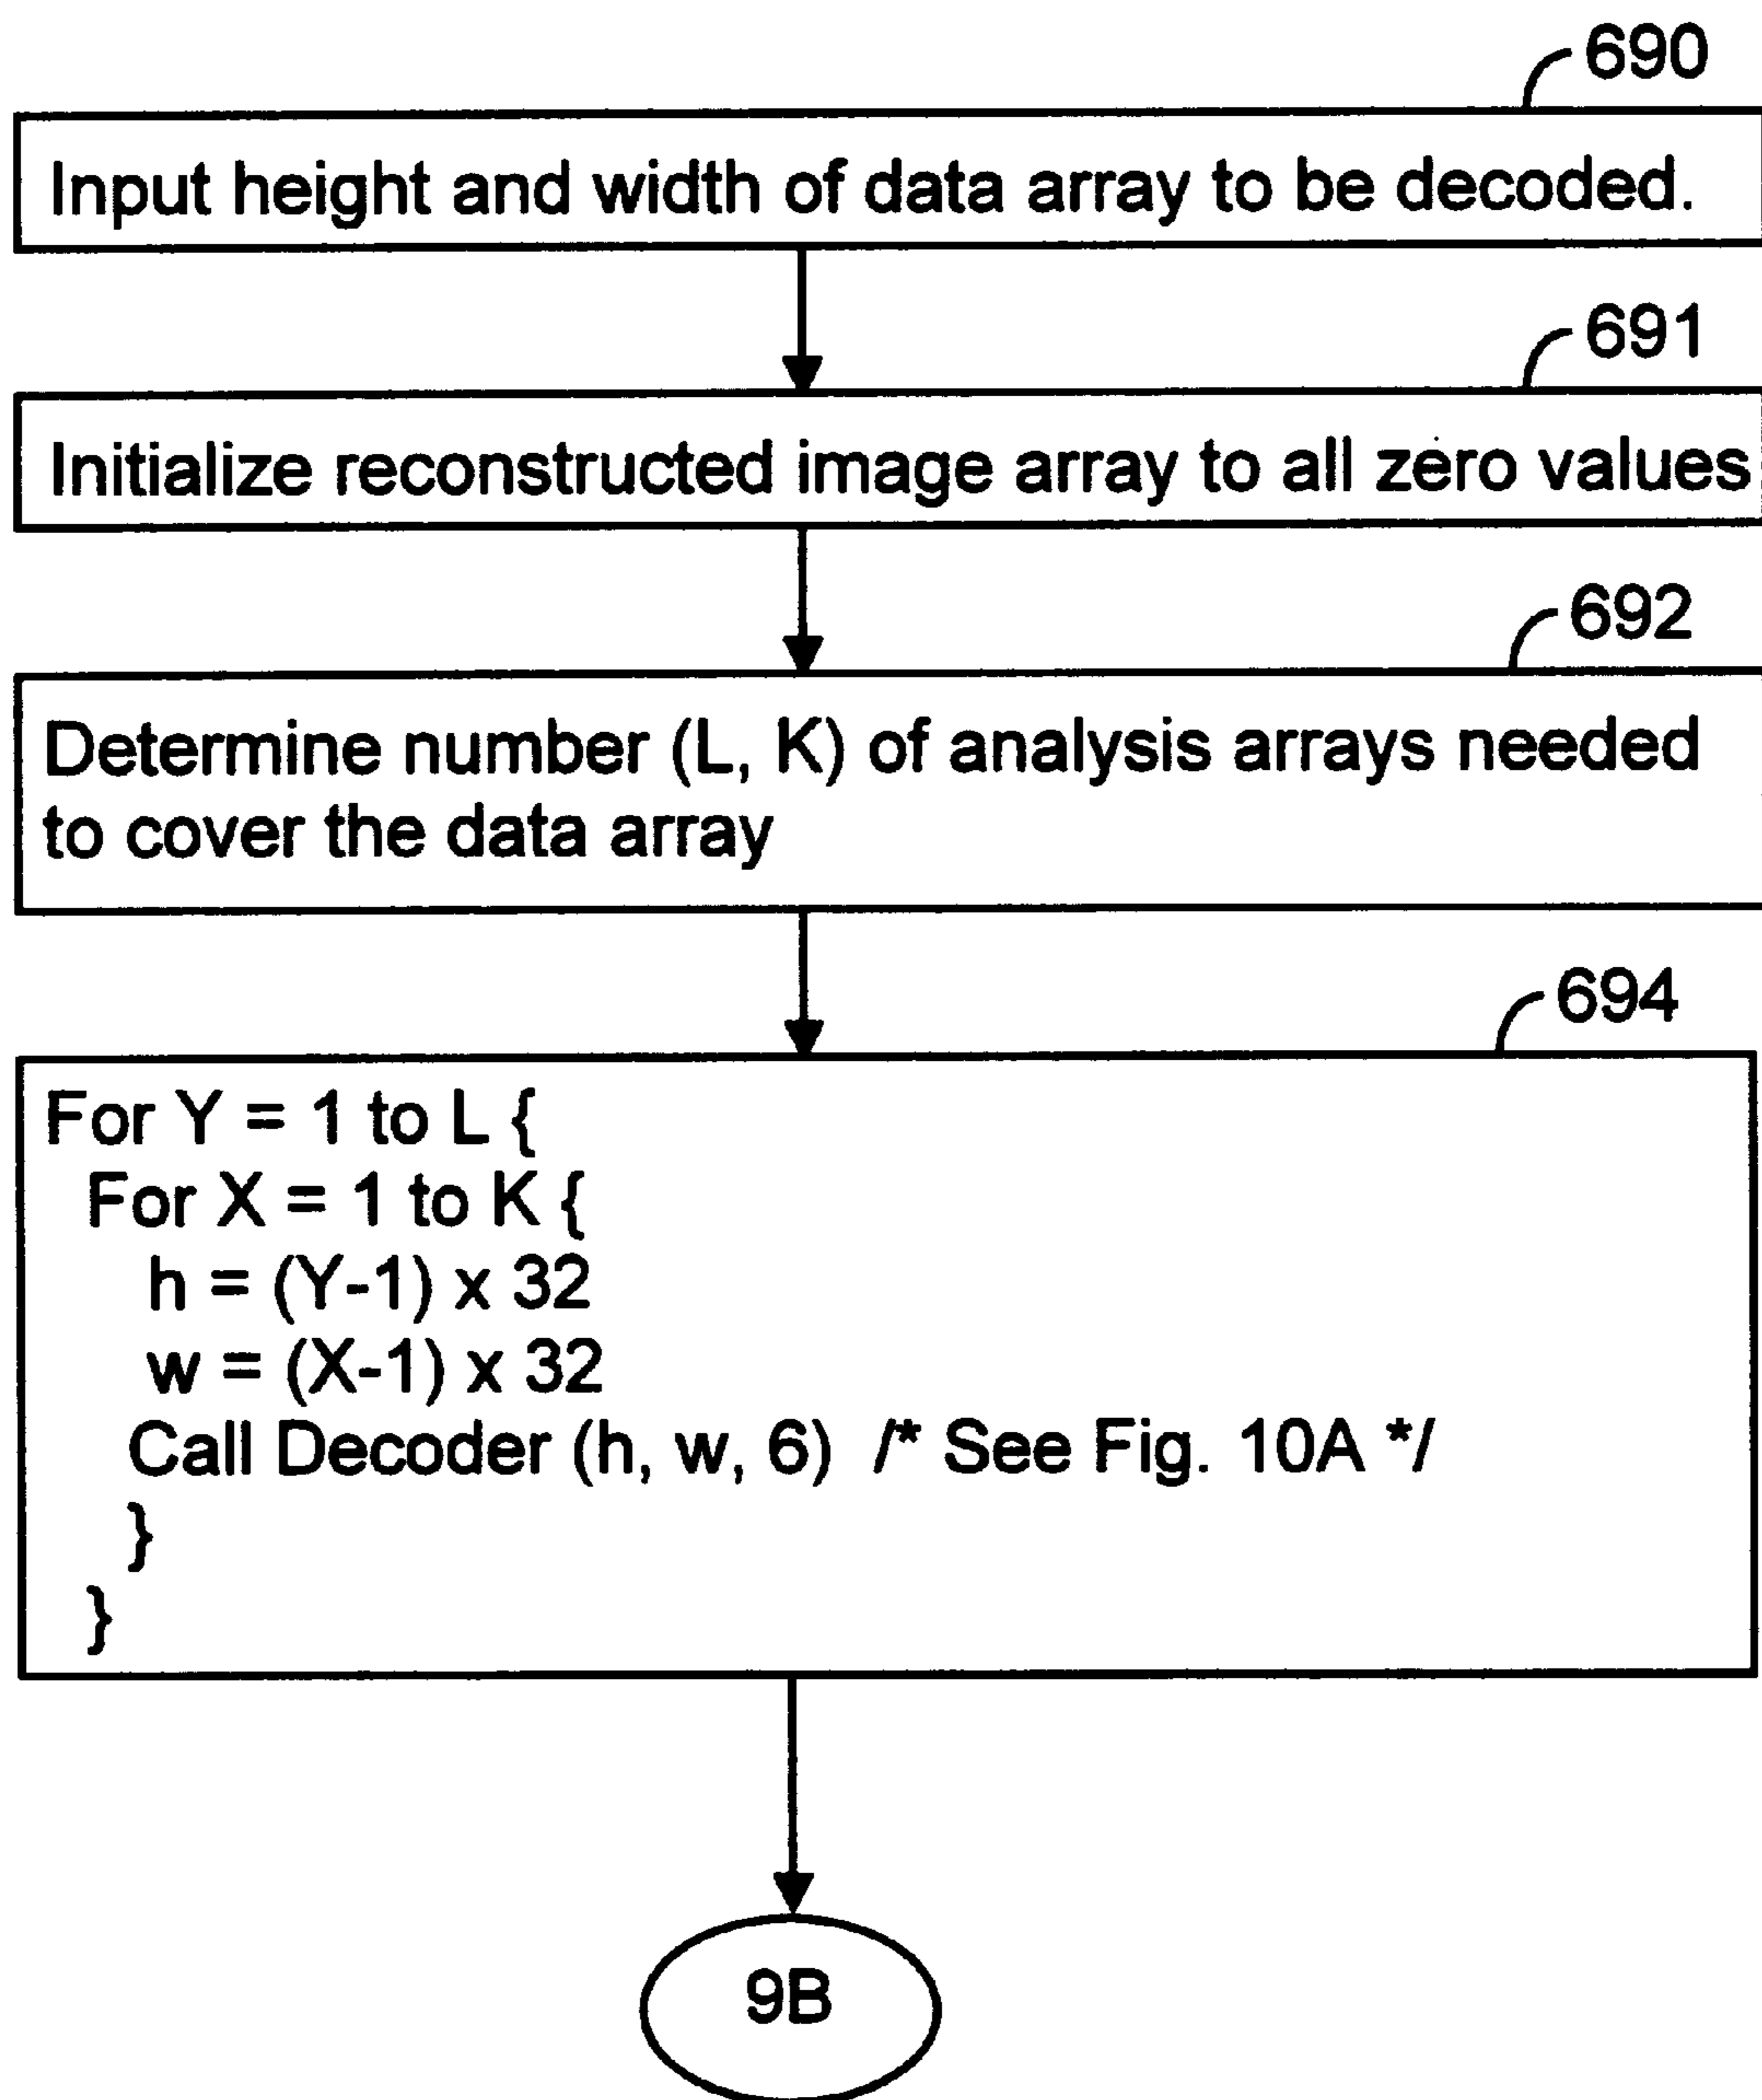 690
Input height and width of data array to be decoded.
691
Initialize reconstructed image array to all zero values
692
Determine number (L, K) of analysis arrays needed
to cover the data array
694
For Y = 1 to L {
For X = 1 to K {
h = (Y-1) x 32
w = (X-1) x 32
Call Decoder (h, w, 6) /* See Fig. 10A */
}
}
9B